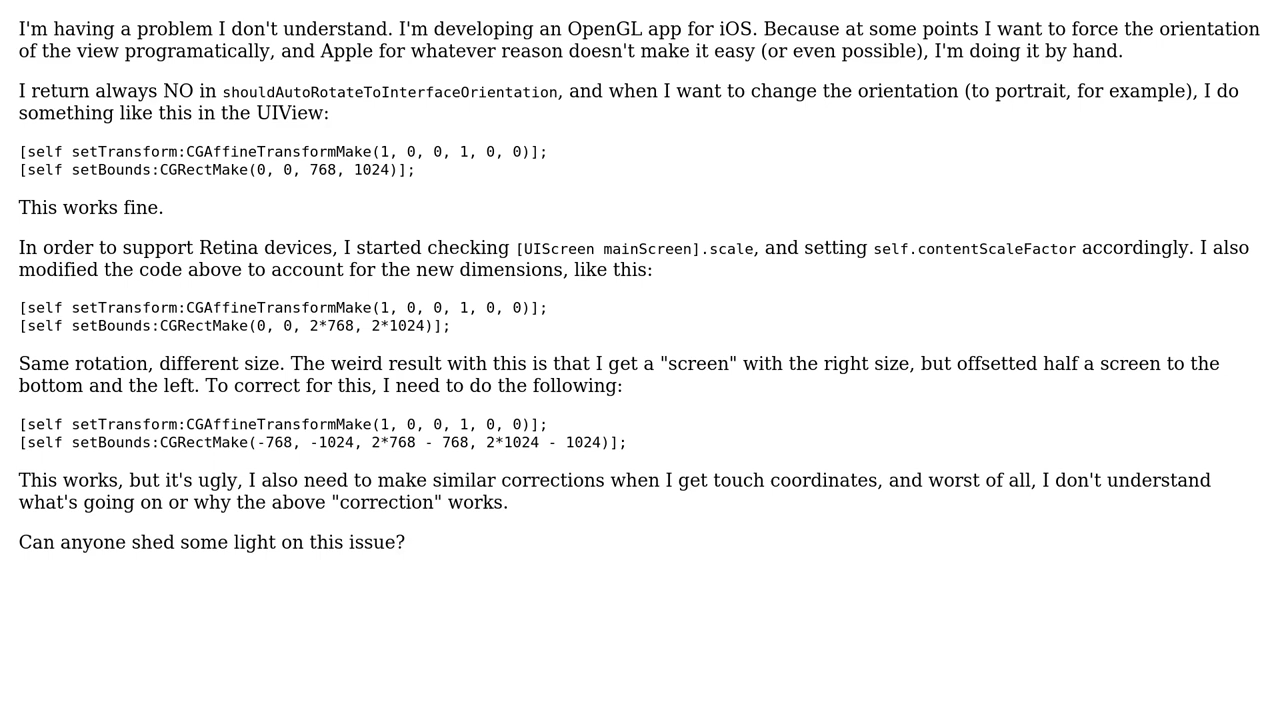 I'm having a problem I don't understand. I'm developing an OpenGL app for iOS. Because at some points I want to force the orientation
of the view programatically, and Apple for whatever reason doesn't make it easy (or even possible), I'm doing it by hand.
I return always NO in shouldAutoRotateToInterfaceOrientation, and when I want to change the orientation (to portrait, for example), I do
something like this in the UIView:
[self setTransform:CGAffineTransformMake(1, 0, 0, 1, 0, 0)];
[self setBounds:CGRectMake(0, 0, 768, 1024)];
This works fine.
In order to support Retina devices, I started checking [UIScreen mainScreen].scale, and setting self.contentScaleFactor accordingly. I also
modified the code above to account for the new dimensions, like this:
[self setTransform:CGAffineTransformMake(1, 0, 0, 1, 0, 0)];
[self setBounds:CGRectMake(0, 0, 2*768, 2*1024)];
Same rotation, different size. The weird result with this is that I get a "screen" with the right size, but offsetted half a screen to the
bottom and the left. To correct for this, I need to do the following:
[self setTransform:CGAffineTransformMake(1, 0, 0, 1, 0, 0)];
[self setBounds:CGRectMake(-768, -1024, 2*768 - 768, 2*1024 - 1024)];
This works, but it's ugly, I also need to make similar corrections when I get touch coordinates, and worst of all, I don't understand
what's going on or why the above "correction" works.
Can anyone shed some light on this issue?